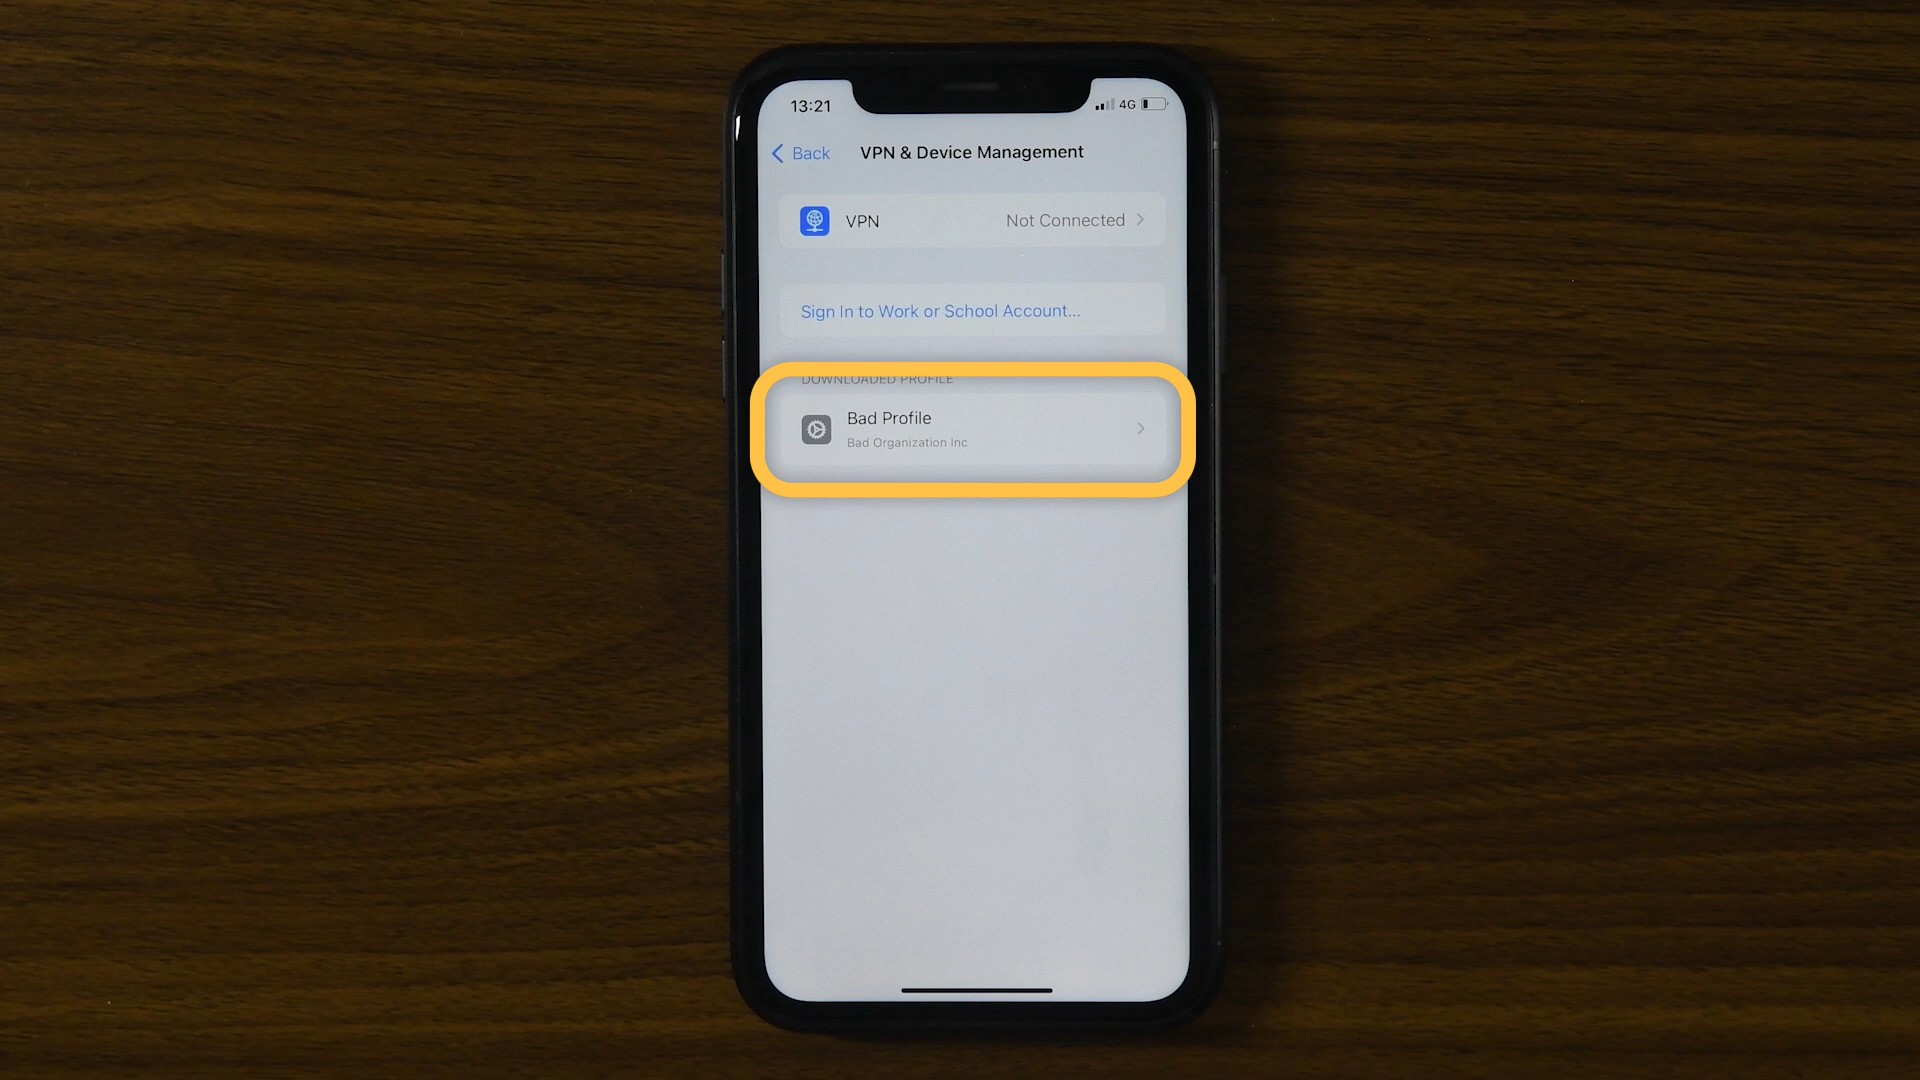 13:21
4G
Back
VPN & Device Management
VPN
Not Connected
Sign In to Work or School Account...
DOWNLOADED PROFILE
Bad Profile
Bad Organization Inc